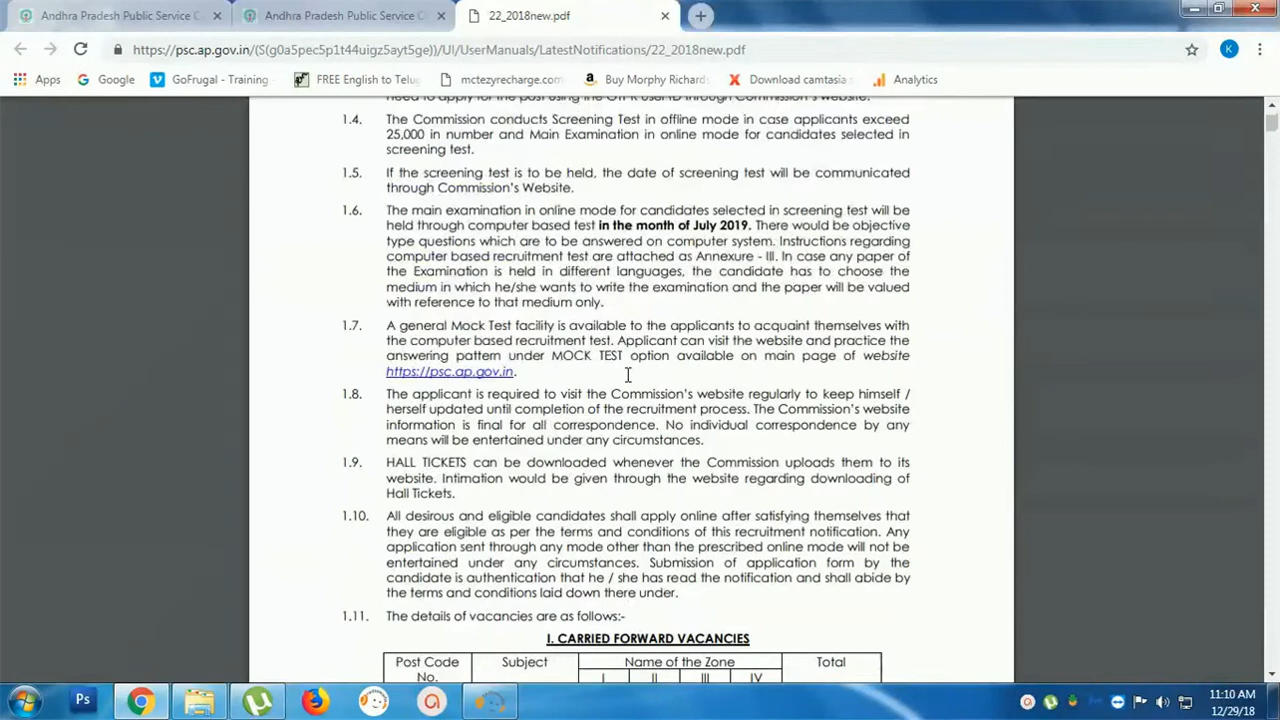 Andhra Pradesh Public Service C
Andhra Pradesh Public Service C
22_2018new.pdf
https://psc.ap.gov.in/(S(g0a5pec5p1t44uigz5ayt5ge))/UI/UserManuals/LatestNotifications/22_2018new.pdf
K
Apps
Google
GoFrugal - Training
FREE English to Telug
mctezyrecharge.com
Buy Morphy Richards
Download camtasia s
Analytics
need to apply for the post using the OTPR userID through Commission's website.
1.4. The Commission conducts Screening Test in offline mode in case applicants exceed
25,000 in number and Main Examination in online mode for candidates selected in
screening test.
1.5. If the screening test is to be held, the date of screening test will be communicated
through Commission's Website.
1.6. The main examination in online mode for candidates selected in screening test will be
held through computer based test in the month of July 2019. There would be objective
type questions which are to be answered on computer system. Instructions regarding
computer based recruitment test are attached as Annexure - III. In case any paper of
the Examination is held in different languages, the candidate has to choose the
medium in which he/she wants to write the examination and the paper will be valued
with reference to that medium only.
1.7. A general Mock Test facility is available to the applicants to acquaint themselves with
the computer based recruitment test. Applicant can visit the website and practice the
answering pattern under MOCK TEST option available on main page of website
https://psc.ap.gov.in.
1.8. The applicant is required to visit the Commission's website regularly to keep himself /
herself updated until completion of the recruitment process. The Commission's website
information is final for all correspondence. No individual correspondence by any
means will be entertained under any circumstances.
1.9. HALL TICKETS can be downloaded whenever the Commission uploads them to its
website. Intimation would be given through the website regarding downloading of
Hall Tickets.
1.10. All desirous and eligible candidates shall apply online after satisfying themselves that
they are eligible as per the terms and conditions of this recruitment notification. Any
application sent through any mode other than the prescribed online mode will not be
entertained under any circumstances. Submission of application form by the
candidate is authentication that he / she has read the notification and shall abide by
the terms and conditions laid down there under.
1.11. The details of vacancies are as follows:-
I. CARRIED FORWARD VACANCIES
Post Code Subject Name of the Zone Total
No. I II III IV
Ps
11:10 AM
12/29/18